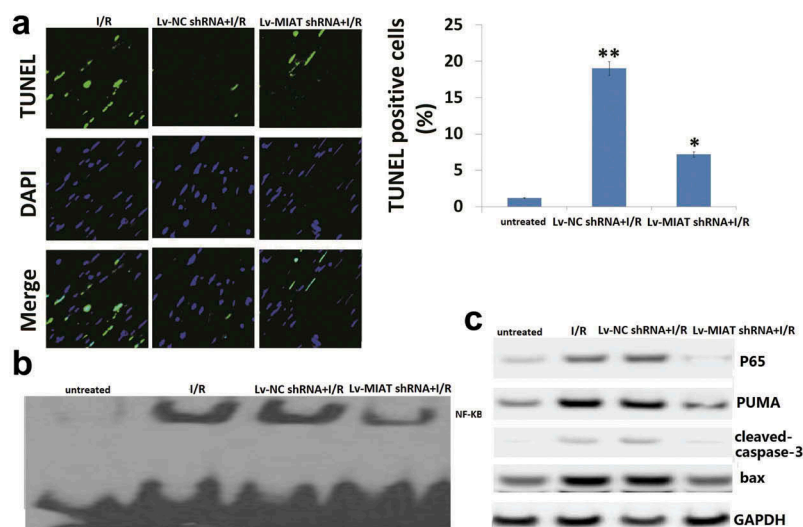 a
I/R
Lv-NC shRNA+I/R
Lv-MIAT shRNA+I/R
TUNEL
DAPI
Merge
TUNEL positive cells
(%)
25
20
15
10
5
0
**
*
untreated
Lv-NC shRNA+I/R
Lv-MIAT shRNA+I/R
b
untreated
I/R
Lv-NC shRNA+I/R
Lv-MIAT shRNA+I/R
NF-KB
c
untreated
I/R
Lv-NC shRNA+I/R
Lv-MIAT shRNA+I/R
P65
PUMA
cleaved-
caspase-3
bax
GAPDH